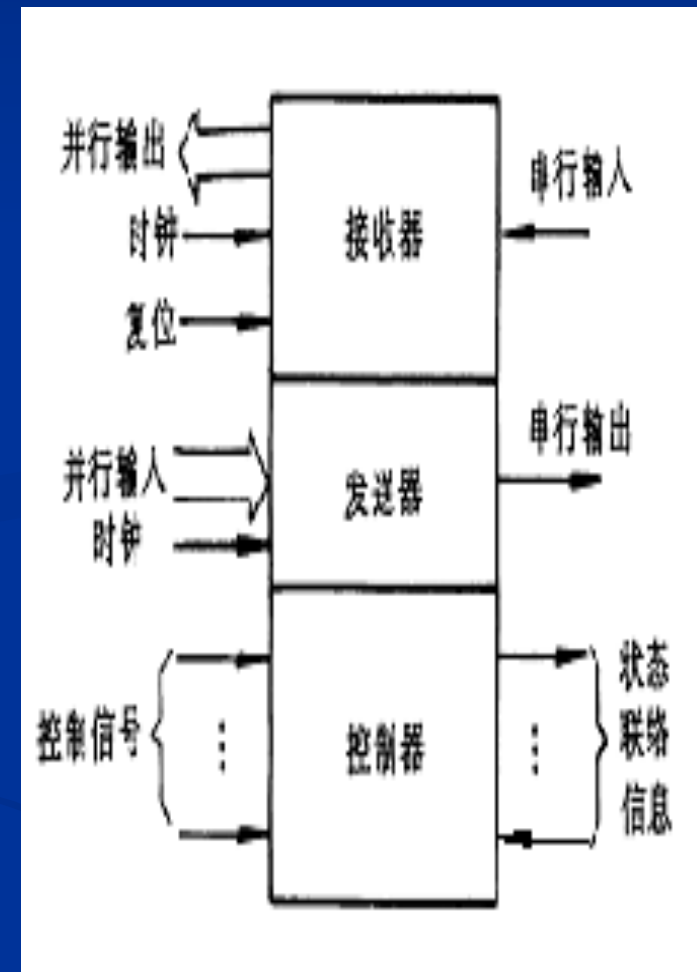 并行输出
时钟
复位
接收器
串行输入
并行输入
时钟
发送器
串行输出
控制信号
控制器
状态
联络
信息